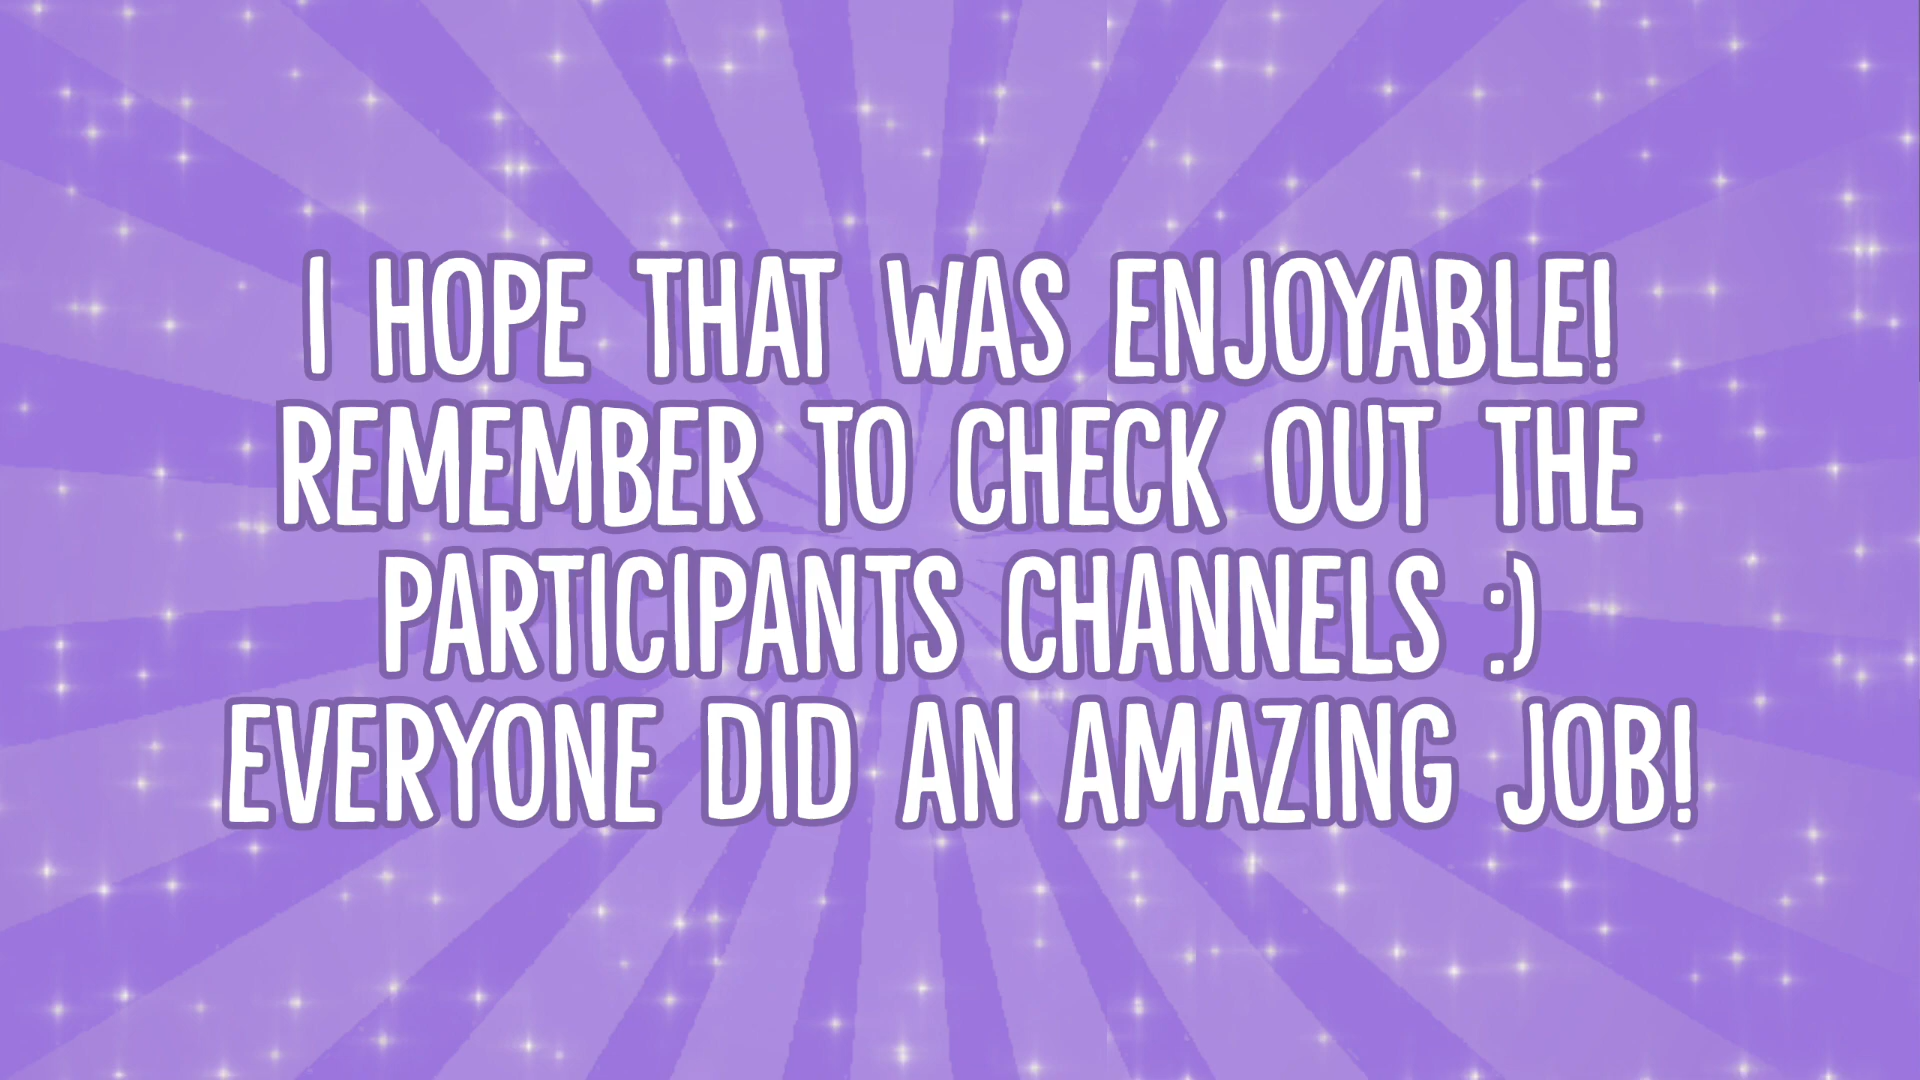 I HOPE THAT WAS ENJOYABLE!
REMEMBER TO CHECK OUT THE
PARTICIPANTS CHANNELS :)
EVERYONE DID AN AMAZING JOB!